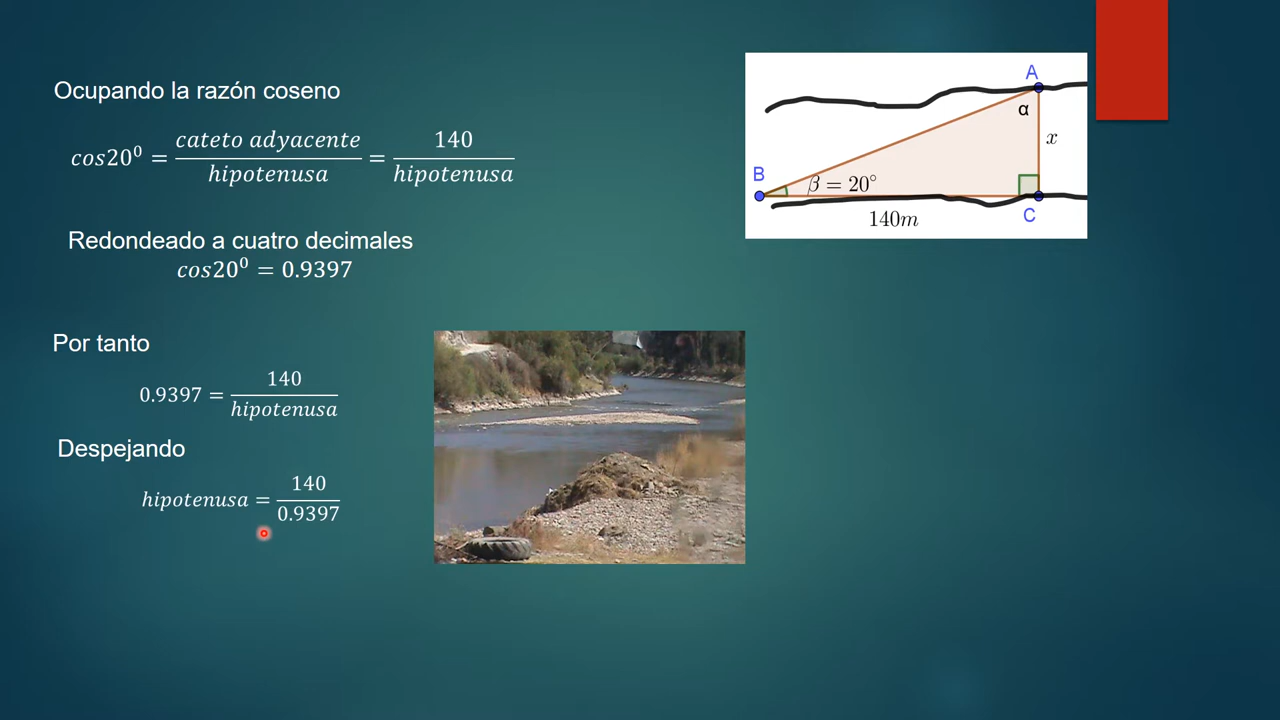 Ocupando la razón coseno
cos20⁰ = cateto adyacente / hipotenusa = 140 / hipotenusa
Redondeado a cuatro decimales
cos20⁰ = 0.9397
Por tanto
0.9397 = 140 / hipotenusa
Despejando
hipotenusa = 140 / 0.9397
A
α
x
B
β = 20°
C
140m